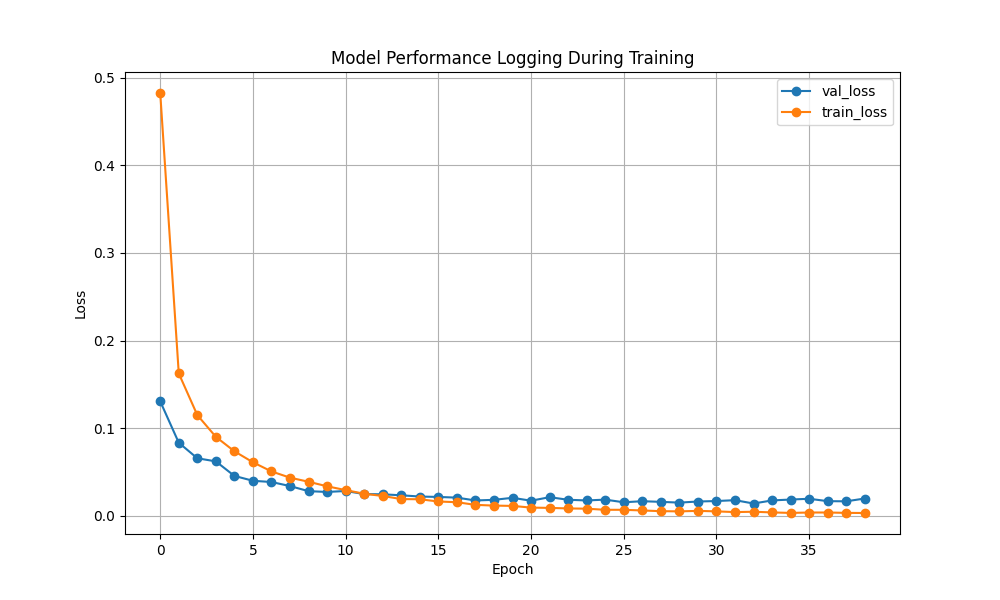 Model Performance Logging During Training
val_loss
train_loss
0.5
0.4
0.3
0.2
0.1
0.0
Loss
0 5 10 15 20 25 30 35
Epoch